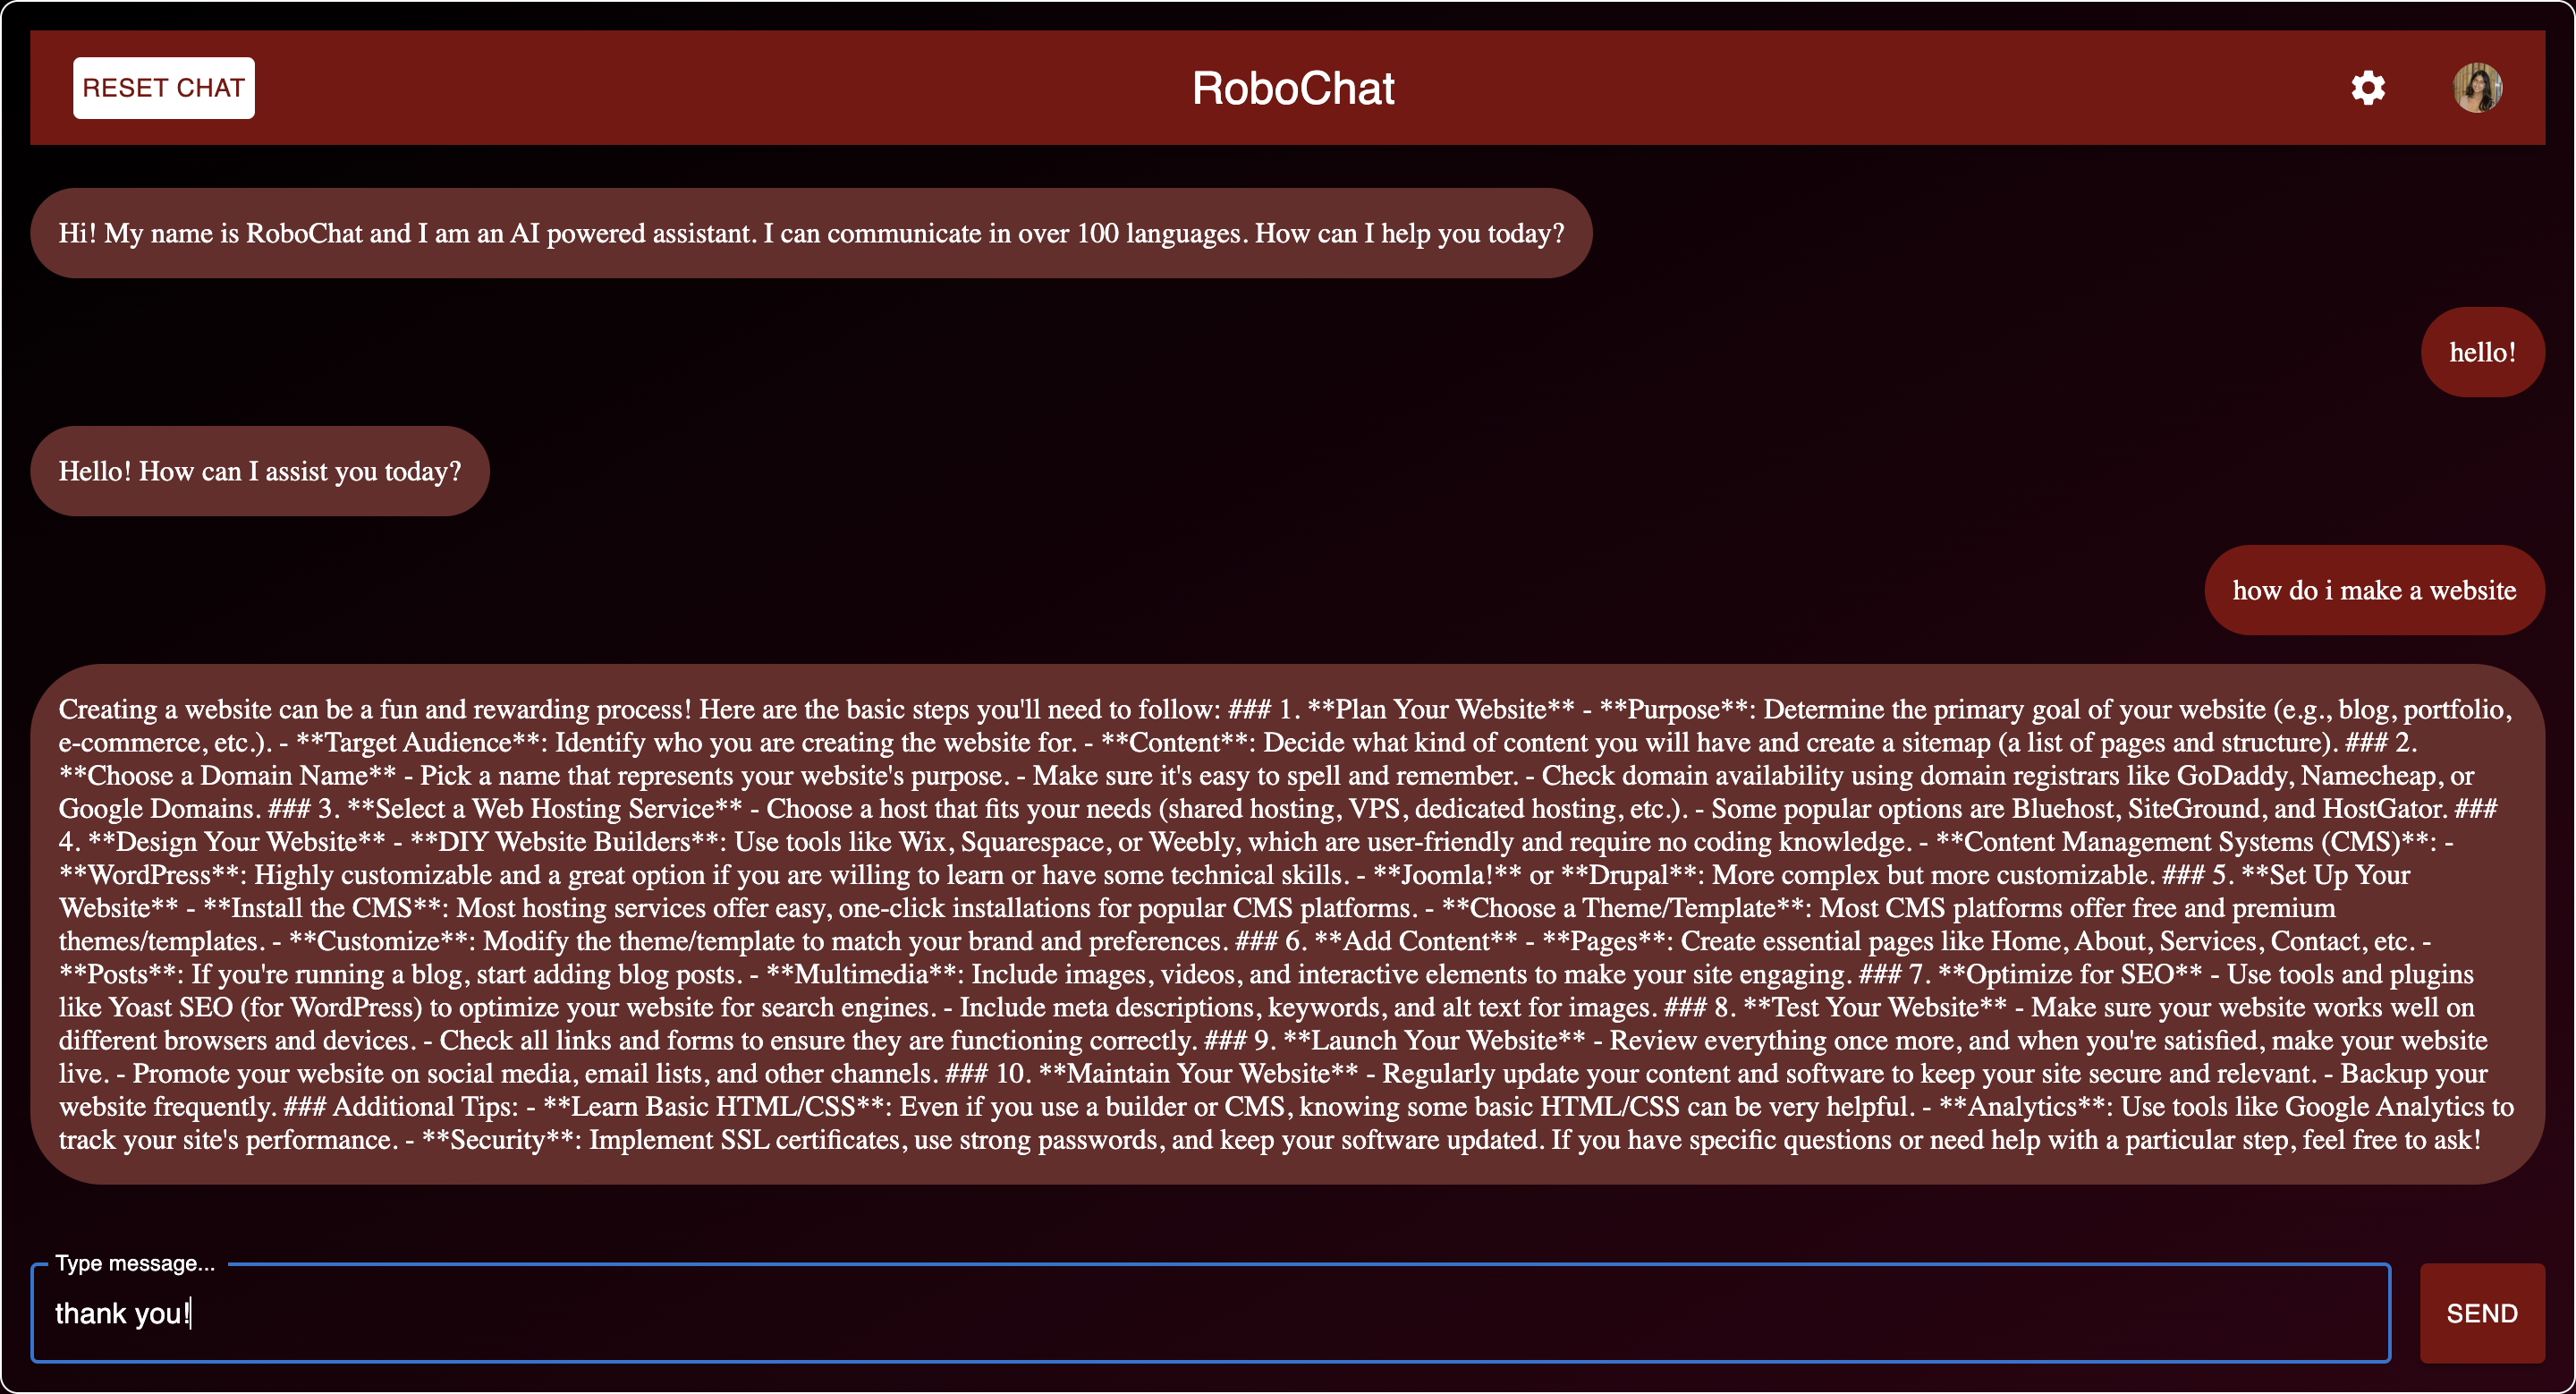 RESET CHAT
RoboChat
Hi! My name is RoboChat and I am an AI powered assistant. I can communicate in over 100 languages. How can I help you today?
hello!
Hello! How can I assist you today?
how do i make a website
Creating a website can be a fun and rewarding process! Here are the basic steps you'll need to follow: ### 1. **Plan Your Website** - **Purpose**: Determine the primary goal of your website (e.g., blog, portfolio,
e-commerce, etc.). - **Target Audience**: Identify who you are creating the website for. - **Content**: Decide what kind of content you will have and create a sitemap (a list of pages and structure). ### 2.
**Choose a Domain Name** - Pick a name that represents your website's purpose. - Make sure it's easy to spell and remember. - Check domain availability using domain registrars like GoDaddy, Namecheap, or
Google Domains. ### 3. **Select a Web Hosting Service** - Choose a host that fits your needs (shared hosting, VPS, dedicated hosting, etc.). - Some popular options are Bluehost, SiteGround, and HostGator. ###
4. **Design Your Website** - **DIY Website Builders**: Use tools like Wix, Squarespace, or Weebly, which are user-friendly and require no coding knowledge. - **Content Management Systems (CMS)**: -
**WordPress**: Highly customizable and a great option if you are willing to learn or have some technical skills. - **Joomla!** or **Drupal**: More complex but more customizable. ### 5. **Set Up Your
Website** - **Install the CMS**: Most hosting services offer easy, one-click installations for popular CMS platforms. - **Choose a Theme/Template**: Most CMS platforms offer free and premium
themes/templates. - **Customize**: Modify the theme/template to match your brand and preferences. ### 6. **Add Content** - **Pages**: Create essential pages like Home, About, Services, Contact, etc. -
**Posts**: If you're running a blog, start adding blog posts. - **Multimedia**: Include images, videos, and interactive elements to make your site engaging. ### 7. **Optimize for SEO** - Use tools and plugins
like Yoast SEO (for WordPress) to optimize your website for search engines. - Include meta descriptions, keywords, and alt text for images. ### 8. **Test Your Website** - Make sure your website works well on
different browsers and devices. - Check all links and forms to ensure they are functioning correctly. ### 9. **Launch Your Website** - Review everything once more, and when you're satisfied, make your website
live. - Promote your website on social media, email lists, and other channels. ### 10. **Maintain Your Website** - Regularly update your content and software to keep your site secure and relevant. - Backup your
website frequently. ### Additional Tips: - **Learn Basic HTML/CSS**: Even if you use a builder or CMS, knowing some basic HTML/CSS can be very helpful. - **Analytics**: Use tools like Google Analytics to
track your site's performance. - **Security**: Implement SSL certificates, use strong passwords, and keep your software updated. If you have specific questions or need help with a particular step, feel free to ask!
Type message...
thank you!
SEND